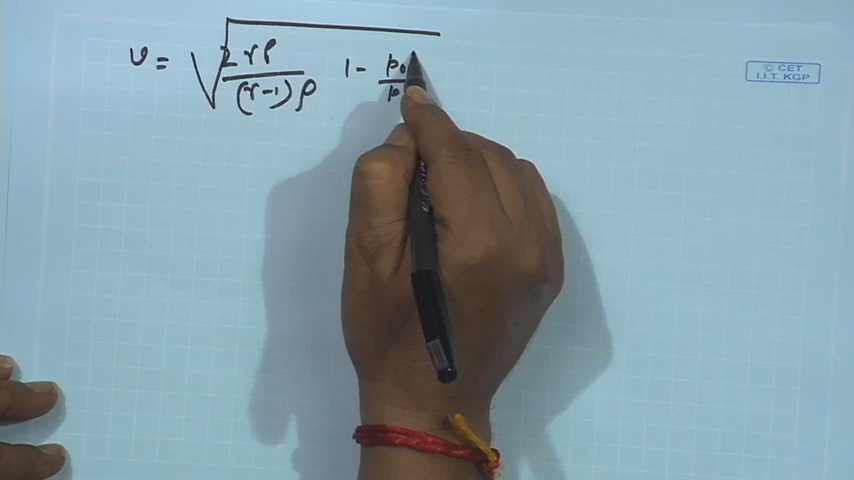 v = √(2γp / (γ-1)ρ  1 - p₀/p
© CET
I.I.T. KGP